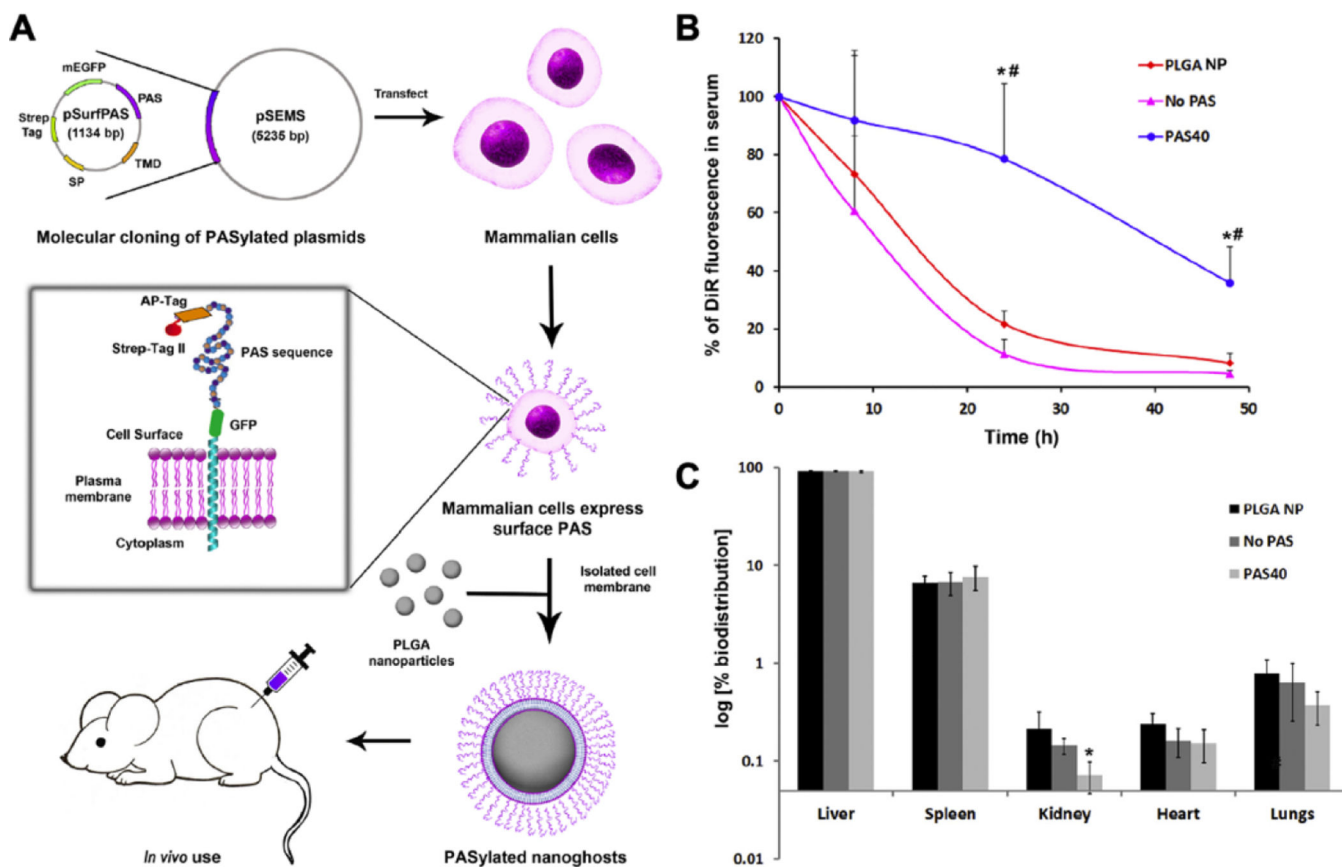 A
mEGFP
PAS
Strep
Tag
pSurfPAS
(1134 bp)
TMD
SP
pSEMS
(5235 bp)
Transfect
Molecular cloning of PASylated plasmids
Mammalian cells
AP-Tag
Strep-Tag II
PAS sequence
GFP
Cell Surface
Plasma
membrane
Cytoplasm
Mammalian cells express
surface PAS
Isolated cell
membrane
PLGA
nanoparticles
In vivo use
PASylated nanoghosts
B
% of DiR fluorescence in serum
120
100
80
60
40
20
0
0 10 20 30 40 50
Time (h)
*#
*#
PLGA NP
No PAS
PAS40
C
log [% biodistribution]
100
10
1
0.1
0.01
*
Liver Spleen Kidney Heart Lungs
PLGA NP
No PAS
PAS40